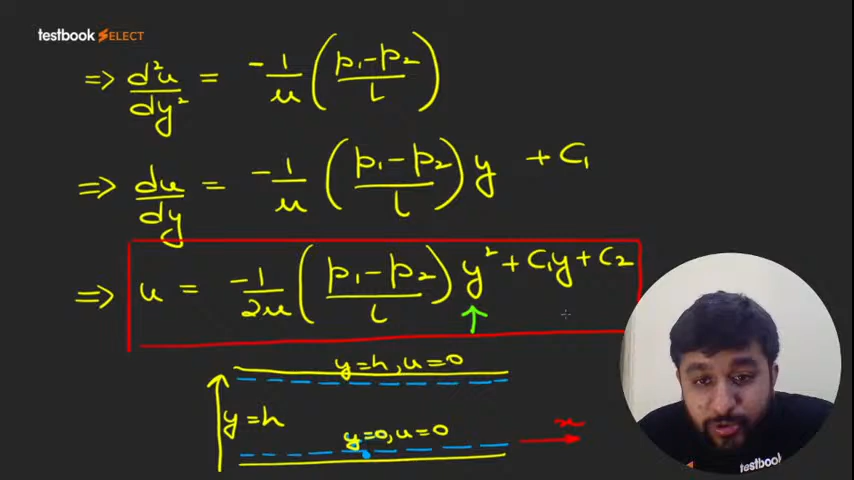 testbook SELECT
⇒ d²u/dy² = -1/μ (p₁-p₂/l)
⇒ du/dy = -1/μ (p₁-p₂/l) y + C₁
⇒ u = -1/2μ (p₁-p₂/l) y² + C₁y + C₂
y=h, u=0
y=h
y=0, u=0
x
testbook